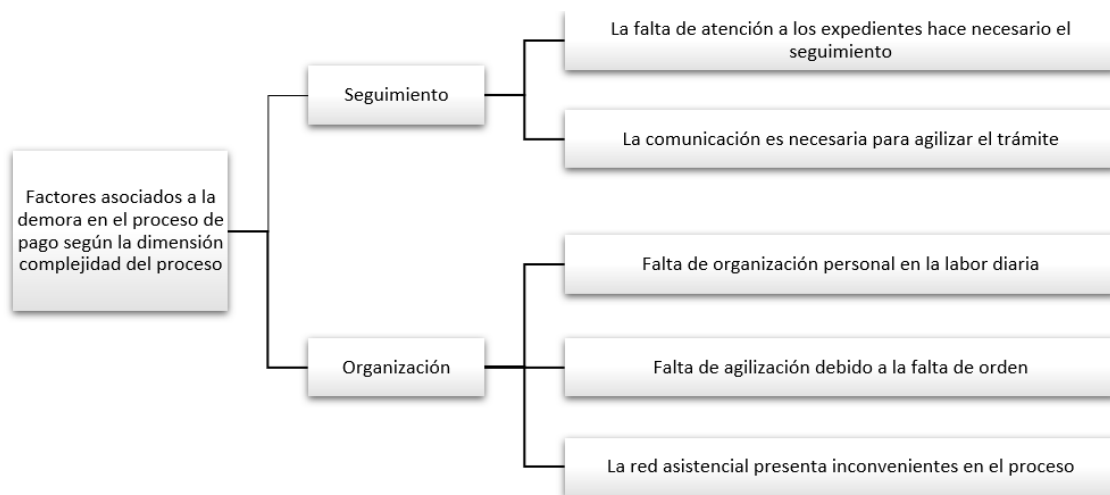 Factores asociados a la
demora en el proceso de
pago según la dimensión
complejidad del proceso
Seguimiento
La falta de atención a los expedientes hace necesario el
seguimiento
La comunicación es necesaria para agilizar el trámite
Organización
Falta de organización personal en la labor diaria
Falta de agilización debido a la falta de orden
La red asistencial presenta inconvenientes en el proceso